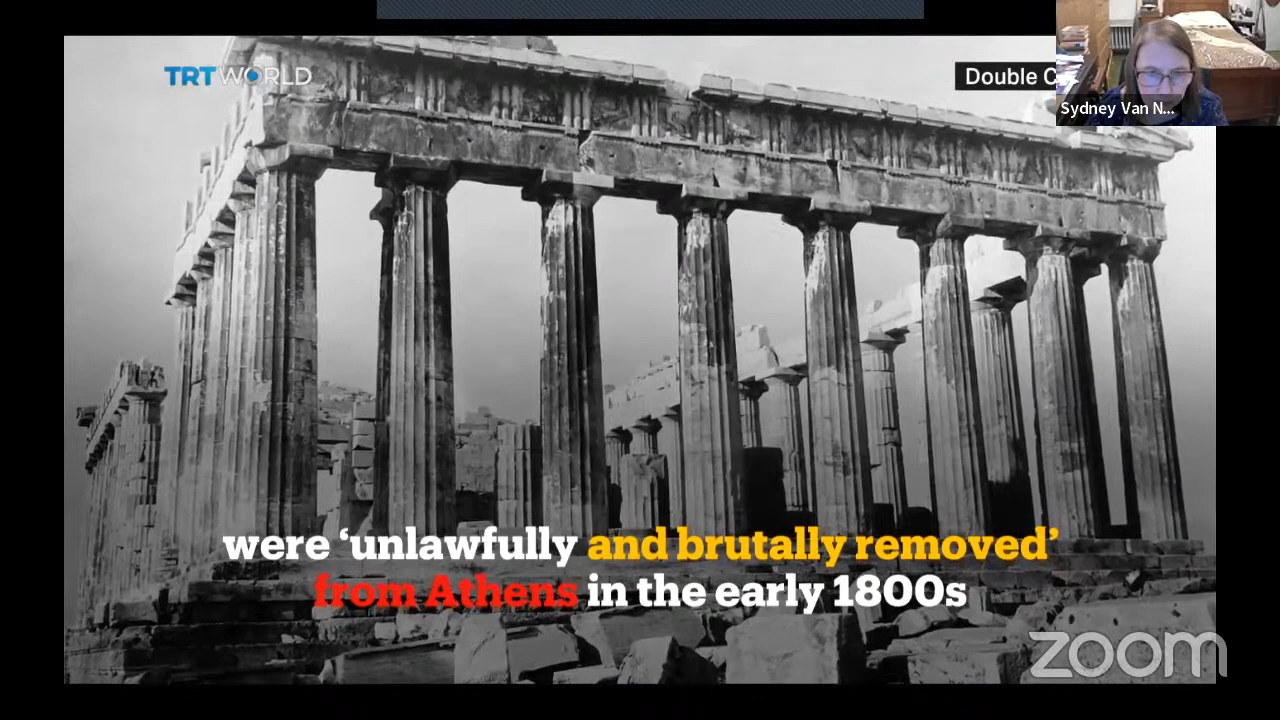 TRT WORLD
Double C
Sydney Van N...
were ‘unlawfully and brutally removed’
from Athens in the early 1800s
zoom